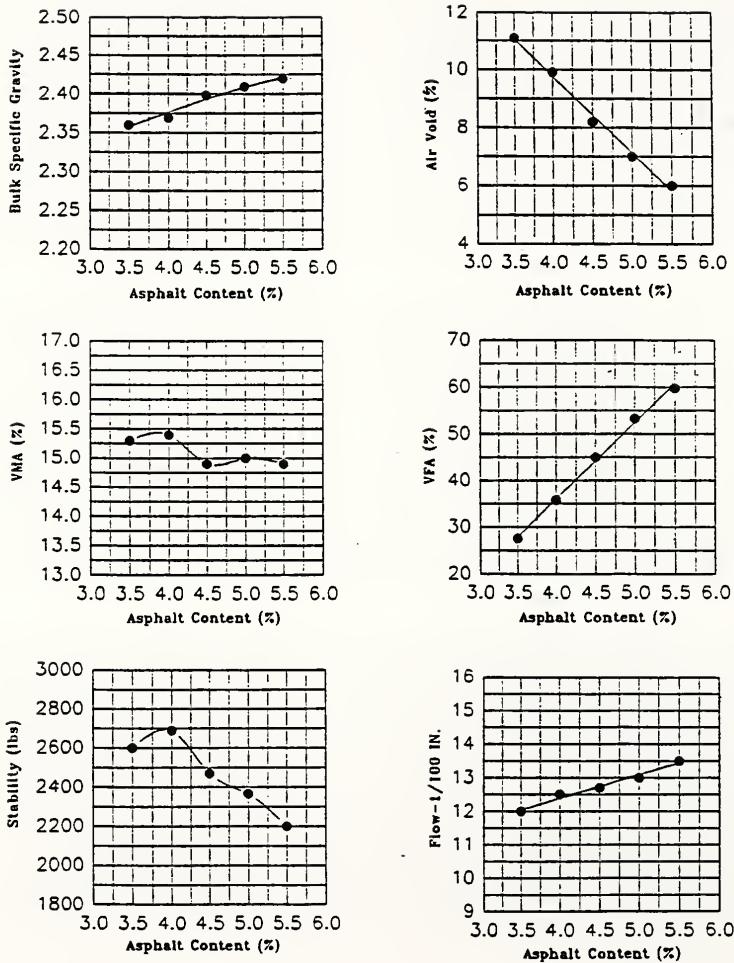 Bulk Specific Gravity
2.50
2.45
2.40
2.35
2.30
2.25
2.20
3.0 3.5 4.0 4.5 5.0 5.5 6.0
Asphalt Content (%)
Air Void (%)
12
10
8
6
4
3.0 3.5 4.0 4.5 5.0 5.5 6.0
Asphalt Content (%)
VMA (%)
17.0
16.5
16.0
15.5
15.0
14.5
14.0
13.5
13.0
3.0 3.5 4.0 4.5 5.0 5.5 6.0
Asphalt Content (%)
VFA (%)
70
60
50
40
30
20
3.0 3.5 4.0 4.5 5.0 5.5 6.0
Asphalt Content (%)
Stability (lbs)
3000
2800
2600
2400
2200
2000
1800
3.0 3.5 4.0 4.5 5.0 5.5 6.0
Asphalt Content (%)
Flow-1/100 IN.
16
15
14
13
12
11
10
9
3.0 3.5 4.0 4.5 5.0 5.5 6.0
Asphalt Content (%)